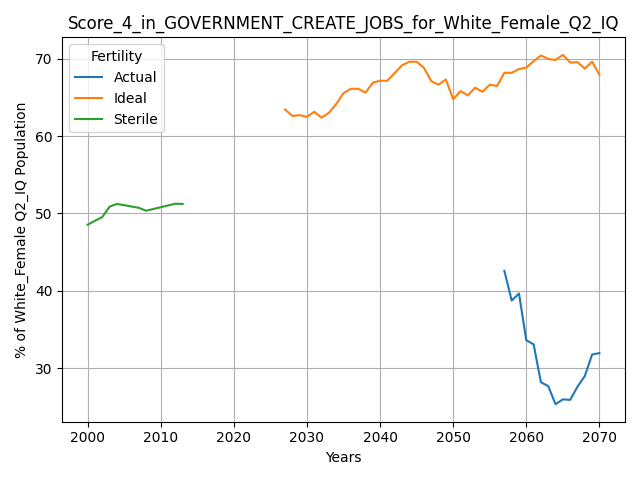 Score_4_in_GOVERNMENT_CREATE_JOBS_for_White_Female_Q2_IQ
Fertility
Actual
Ideal
Sterile
% of White_Female Q2_IQ Population
70
60
50
40
30
2000 2010 2020 2030 2040 2050 2060 2070
Years